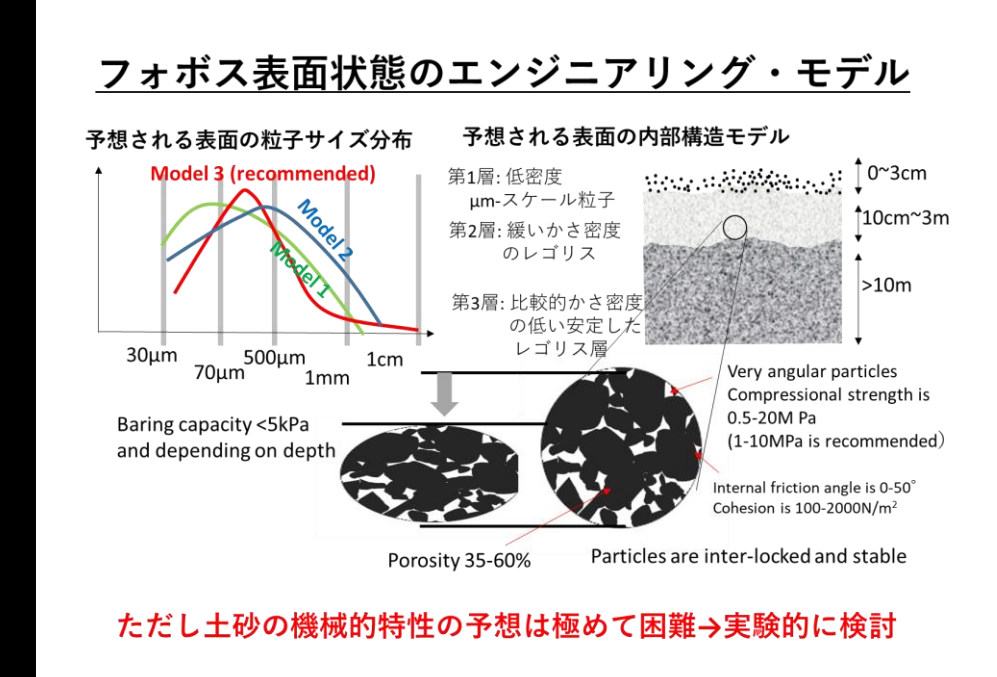 フォボス表面状態のエンジニアリング・モデル
予想される表面の粒子サイズ分布
Model 3 (recommended)
Model 2
Model 1
30μm
70μm
500μm
1mm
1cm
予想される表面の内部構造モデル
第1層: 低密度
μm-スケール粒子
第2層: 緩いかさ密度
のレゴリス
第3層: 比較的かさ密度
の低い安定した
レゴリス層
0~3cm
10cm~3m
>10m
Baring capacity <5kPa
and depending on depth
Very angular particles
Compressional strength is
0.5-20M Pa
(1-10MPa is recommended）
Internal friction angle is 0-50°
Cohesion is 100-2000N/m²
Porosity 35-60%
Particles are inter-locked and stable
ただし土砂の機械的特性の予想は極めて困難→実験的に検討